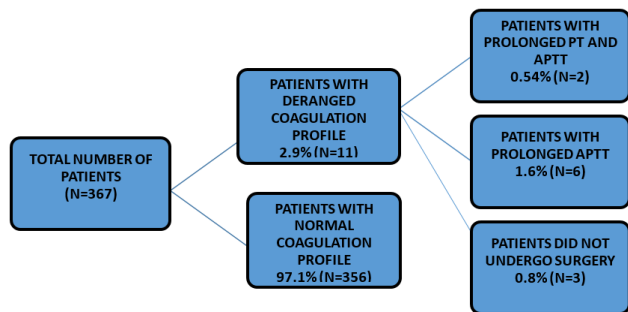 TOTAL NUMBER OF
PATIENTS
(N=367)
PATIENTS WITH
DERANGED
COAGULATION
PROFILE
2.9% (N=11)
PATIENTS WITH
NORMAL
COAGULATION
PROFILE
97.1% (N=356)
PATIENTS WITH
PROLONGED PT AND
APTT
0.54% (N=2)
PATIENTS WITH
PROLONGED APTT
1.6% (N=6)
PATIENTS DID NOT
UNDERGO SURGERY
0.8% (N=3)